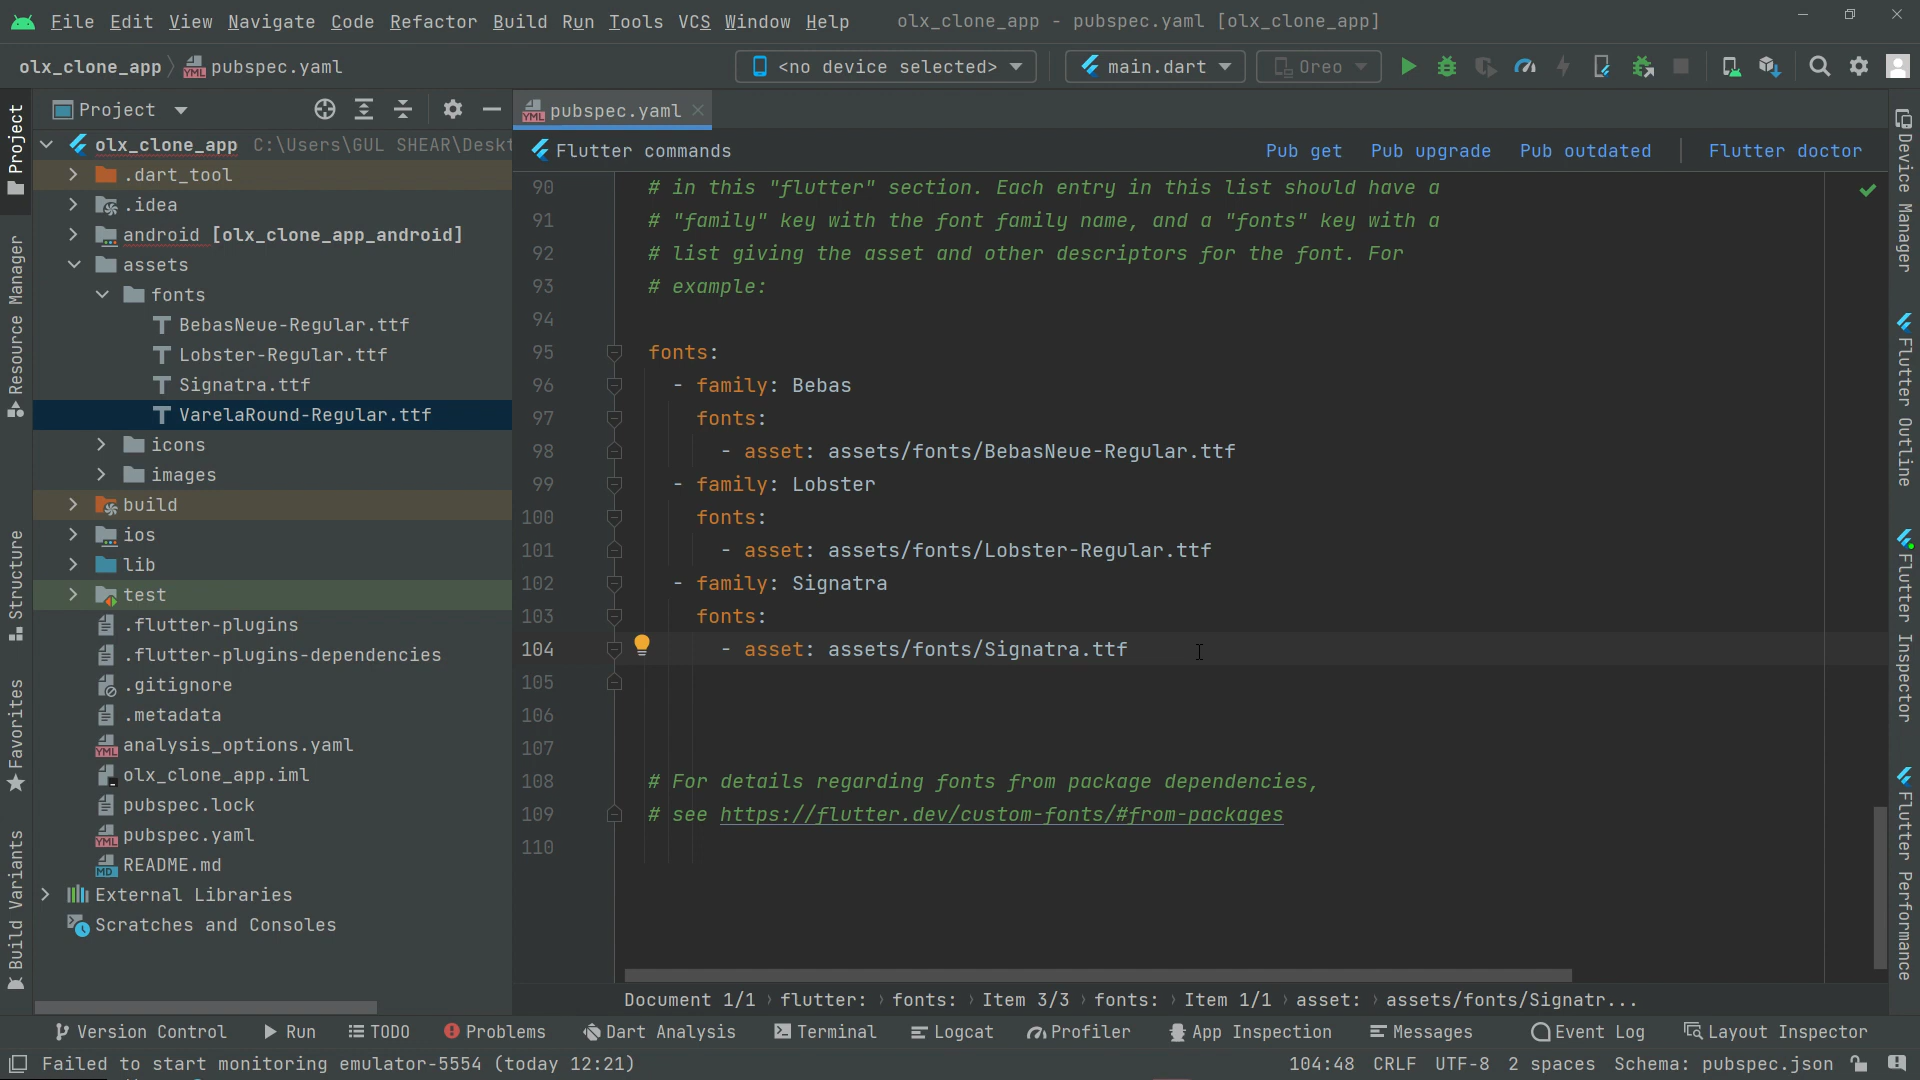 File Edit View Navigate Code Refactor Build Run Tools VCS Window Help olx_clone_app - pubspec.yaml [olx_clone_app]
olx_clone_app pubspec.yaml <no device selected> main.dart Oreo
Project pubspec.yaml
Flutter commands Pub get Pub upgrade Pub outdated Flutter doctor
olx_clone_app C:\Users\GUL SHEAR\Deskt
.dart_tool
.idea
android [olx_clone_app_android]
assets
fonts
BebasNeue-Regular.ttf
Lobster-Regular.ttf
Signatra.ttf
VarelaRound-Regular.ttf
icons
images
build
ios
lib
test
.flutter-plugins
.flutter-plugins-dependencies
.gitignore
.metadata
analysis_options.yaml
olx_clone_app.iml
pubspec.lock
pubspec.yaml
README.md
External Libraries
Scratches and Consoles
90 # in this "flutter" section. Each entry in this list should have a
91 # "family" key with the font family name, and a "fonts" key with a
92 # list giving the asset and other descriptors for the font. For
93 # example:
94
95 fonts:
96 - family: Bebas
97 fonts:
98 - asset: assets/fonts/BebasNeue-Regular.ttf
99 - family: Lobster
100 fonts:
101 - asset: assets/fonts/Lobster-Regular.ttf
102 - family: Signatra
103 fonts:
104 - asset: assets/fonts/Signatra.ttf
105
106
107
108 # For details regarding fonts from package dependencies,
109 # see https://flutter.dev/custom-fonts/#from-packages
110
Document 1/1 flutter: fonts: Item 3/3 fonts: Item 1/1 asset: assets/fonts/Signatr...
Project
Resource Manager
Structure
Favorites
Build Variants
Device Manager
Flutter Outline
Flutter Inspector
Flutter Performance
Version Control Run TODO Problems Dart Analysis Terminal Logcat Profiler App Inspection Messages Event Log Layout Inspector
Failed to start monitoring emulator-5554 (today 12:21) 104:48 CRLF UTF-8 2 spaces Schema: pubspec.json